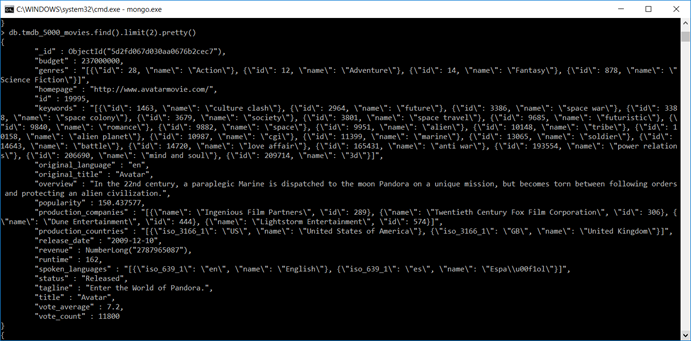 C:\WINDOWS\system32\cmd.exe - mongo.exe
}
> db.tmdb_5000_movies.find().limit(2).pretty()
{
"_id" : ObjectId("5d2fd067d030aa0676b2cec7"),
"budget" : 237000000,
"genres" : "[{\"id\": 28, \"name\": \"Action\"}, {\"id\": 12, \"name\": \"Adventure\"}, {\"id\": 14, \"name\": \"Fantasy\"}, {\"id\": 878, \"name\": \"
Science Fiction\"}]",
"homepage" : "http://www.avatarmovie.com/",
"id" : 19995,
"keywords" : "[{\"id\": 1463, \"name\": \"culture clash\"}, {\"id\": 2964, \"name\": \"future\"}, {\"id\": 3386, \"name\": \"space war\"}, {\"id\": 338
8, \"name\": \"space colony\"}, {\"id\": 3679, \"name\": \"society\"}, {\"id\": 3801, \"name\": \"space travel\"}, {\"id\": 9685, \"name\": \"futuristic\"}, {\"i
d\": 9840, \"name\": \"romance\"}, {\"id\": 9882, \"name\": \"space\"}, {\"id\": 9951, \"name\": \"alien\"}, {\"id\": 10148, \"name\": \"tribe\"}, {\"id\": 1
0158, \"name\": \"alien planet\"}, {\"id\": 10987, \"name\": \"cgi\"}, {\"id\": 11399, \"name\": \"marine\"}, {\"id\": 13065, \"name\": \"soldier\"}, {\"id\":
14643, \"name\": \"battle\"}, {\"id\": 14720, \"name\": \"love affair\"}, {\"id\": 165431, \"name\": \"anti war\"}, {\"id\": 193554, \"name\": \"power relation
s\"}, {\"id\": 206690, \"name\": \"mind and soul\"}, {\"id\": 209714, \"name\": \"3d\"}]",
"original_language" : "en",
"original_title" : "Avatar",
"overview" : "In the 22nd century, a paraplegic Marine is dispatched to the moon Pandora on a unique mission, but becomes torn between following orders
and protecting an alien civilization.",
"popularity" : 150.437577,
"production_companies" : "[{\"name\": \"Ingenious Film Partners\", \"id\": 289}, {\"name\": \"Twentieth Century Fox Film Corporation\", \"id\": 306}, {
\"name\": \"Dune Entertainment\", \"id\": 444}, {\"name\": \"Lightstorm Entertainment\", \"id\": 574}]",
"production_countries" : "[{\"iso_3166_1\": \"US\", \"name\": \"United States of America\"}, {\"iso_3166_1\": \"GB\", \"name\": \"United Kingdom\"}]",
"release_date" : "2009-12-10",
"revenue" : NumberLong("2787965087"),
"runtime" : 162,
"spoken_languages" : "[{\"iso_639_1\": \"en\", \"name\": \"English\"}, {\"iso_639_1\": \"es\", \"name\": \"Espa\\u00f1ol\"}]",
"status" : "Released",
"tagline" : "Enter the World of Pandora.",
"title" : "Avatar",
"vote_average" : 7.2,
"vote_count" : 11800
}
{